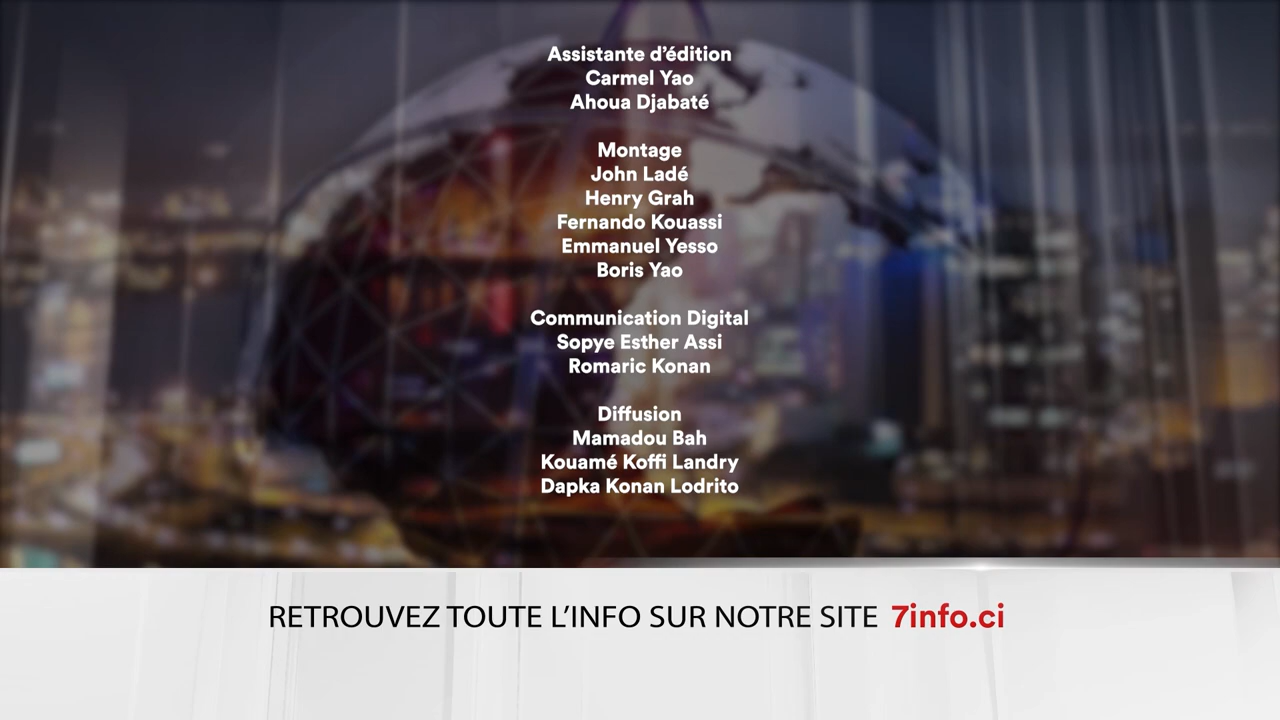 Assistante d'édition
Carmel Yao
Ahoua Djabaté
Montage
John Ladé
Henry Grah
Fernando Kouassi
Emmanuel Yesso
Boris Yao
Communication Digital
Sopye Esther Assi
Romaric Konan
Diffusion
Mamadou Bah
Kouamé Koffi Landry
Dapka Konan Lodrito
RETROUVEZ TOUTE L'INFO SUR NOTRE SITE 7info.ci